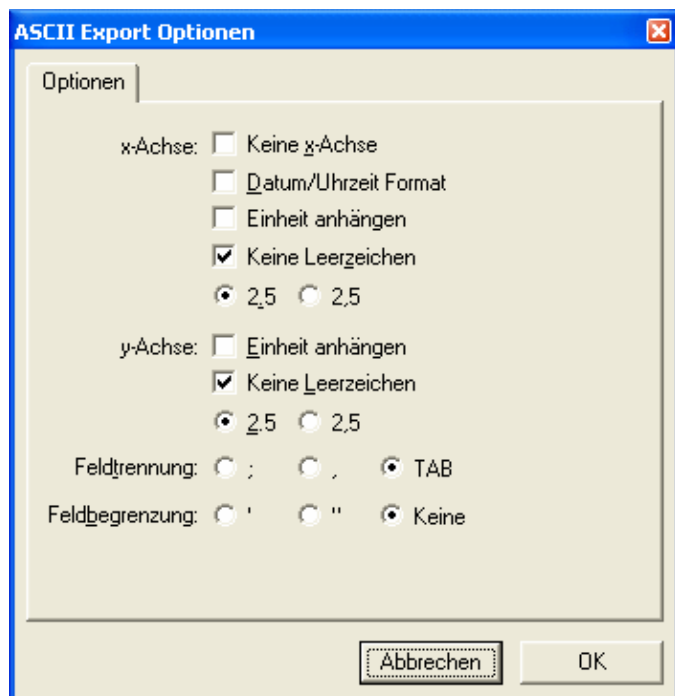 ASCII Export Optionen
Optionen
x-Achse: Keine x-Achse
Datum/Uhrzeit Format
Einheit anhängen
Keine Leerzeichen
2.5 2,5
y-Achse: Einheit anhängen
Keine Leerzeichen
2.5 2,5
Feldtrennung: ; , TAB
Feldbegrenzung: ' " Keine
Abbrechen OK